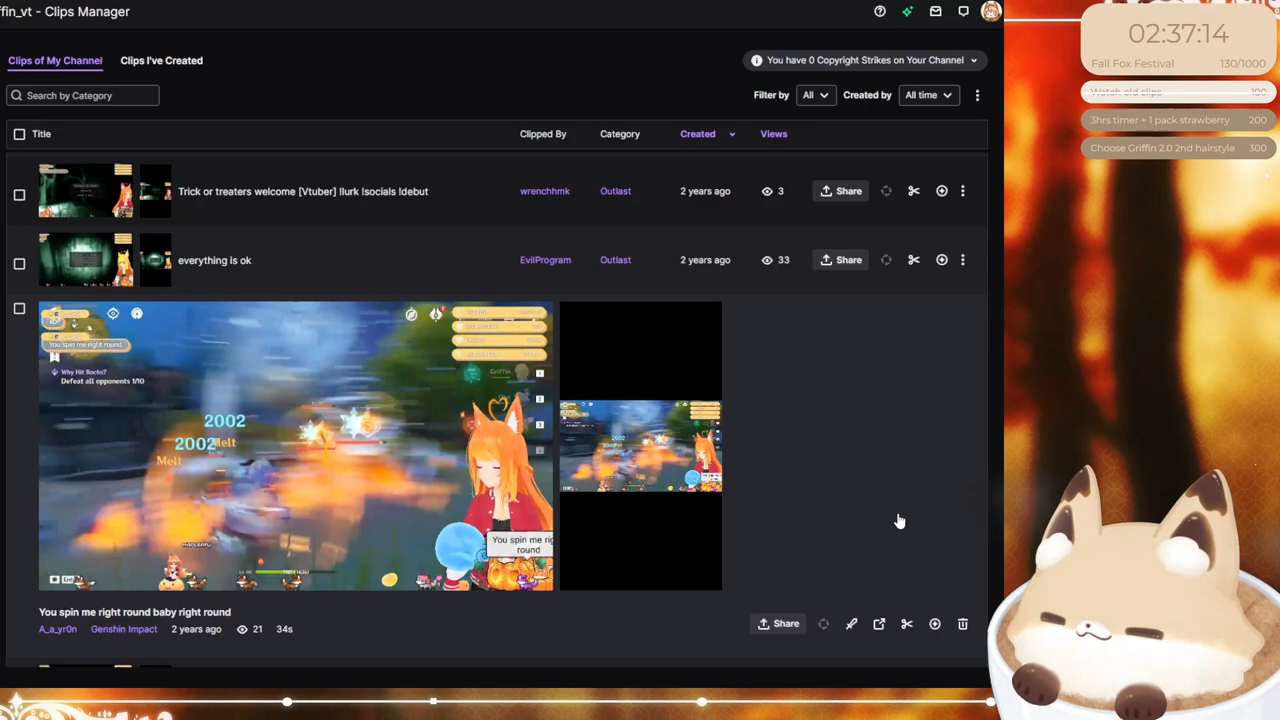 ffin_vt - Clips Manager
Clips of My Channel
Clips I've Created
You have 0 Copyright Strikes on Your Channel
Search by Category
Filter by All Created by All time
Title Clipped By Category Created Views
Trick or treaters welcome [Vtuber] !lurk !socials !debut wrenchhmk Outlast 2 years ago 3 Share
everything is ok EvilProgram Outlast 2 years ago 33 Share
You spin me right round
Why Hit Rocks?
Defeat all opponents 1/10
2002
2002
Melt
Melt
You spin me rig
round
You spin me right round baby right round
A_a_yr0n Genshin Impact 2 years ago 21 34s Share
02:37:14
Fall Fox Festival 130/1000
Watch old clips 100
3hrs timer + 1 pack strawberry 200
Choose Griffin 2.0 2nd hairstyle 300